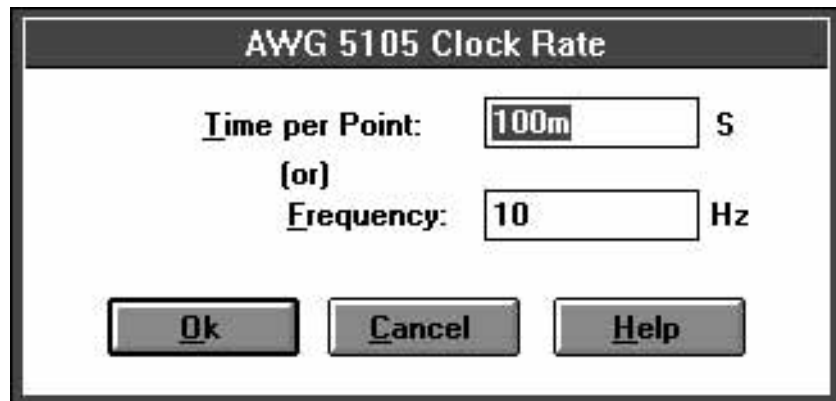 AWG 5105 Clock Rate
Time per Point: 100m S
(or)
Frequency: 10 Hz
Ok Cancel Help